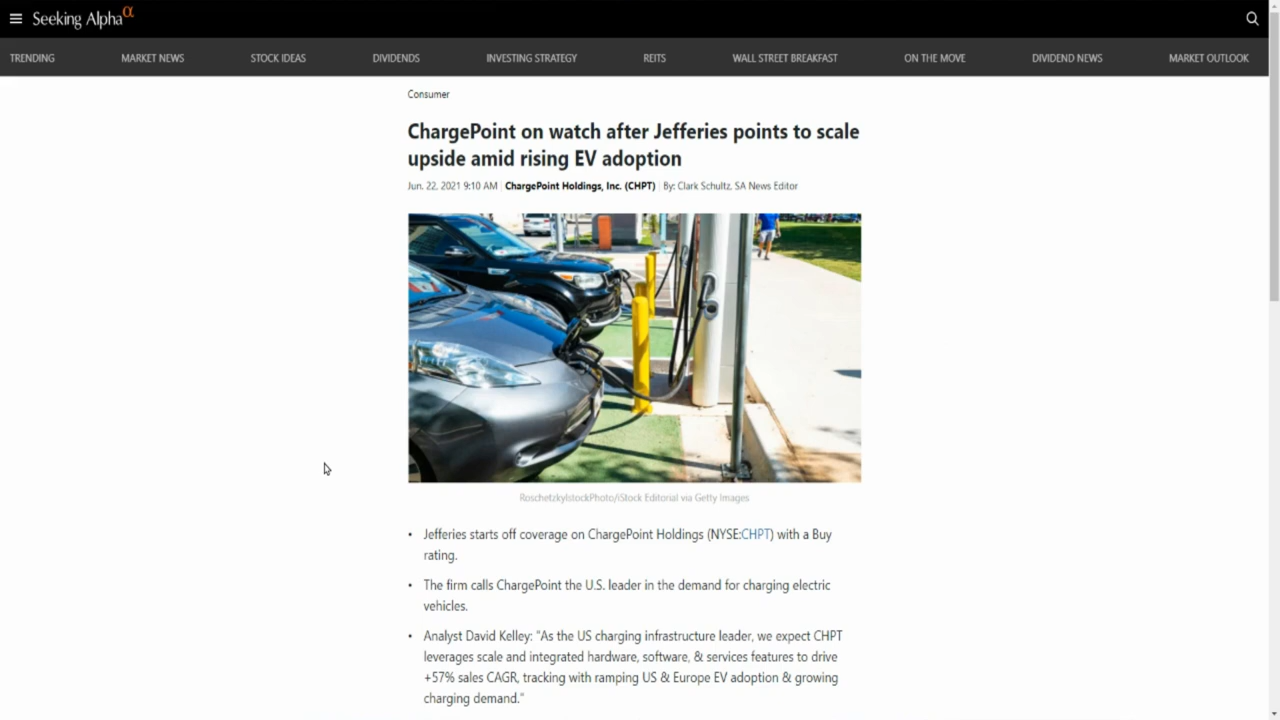 Seeking Alpha α
TRENDING MARKET NEWS STOCK IDEAS DIVIDENDS INVESTING STRATEGY REITS WALL STREET BREAKFAST ON THE MOVE DIVIDEND NEWS MARKET OUTLOOK
Consumer
ChargePoint on watch after Jefferies points to scale
upside amid rising EV adoption
Jun. 22, 2021 9:10 AM | ChargePoint Holdings, Inc. (CHPT) | By: Clark Schultz, SA News Editor
RoschetzkyIstockPhoto/iStock Editorial via Getty Images
• Jefferies starts off coverage on ChargePoint Holdings (NYSE:CHPT) with a Buy
rating.
• The firm calls ChargePoint the U.S. leader in the demand for charging electric
vehicles.
• Analyst David Kelley: "As the US charging infrastructure leader, we expect CHPT
leverages scale and integrated hardware, software, & services features to drive
+57% sales CAGR, tracking with ramping US & Europe EV adoption & growing
charging demand."